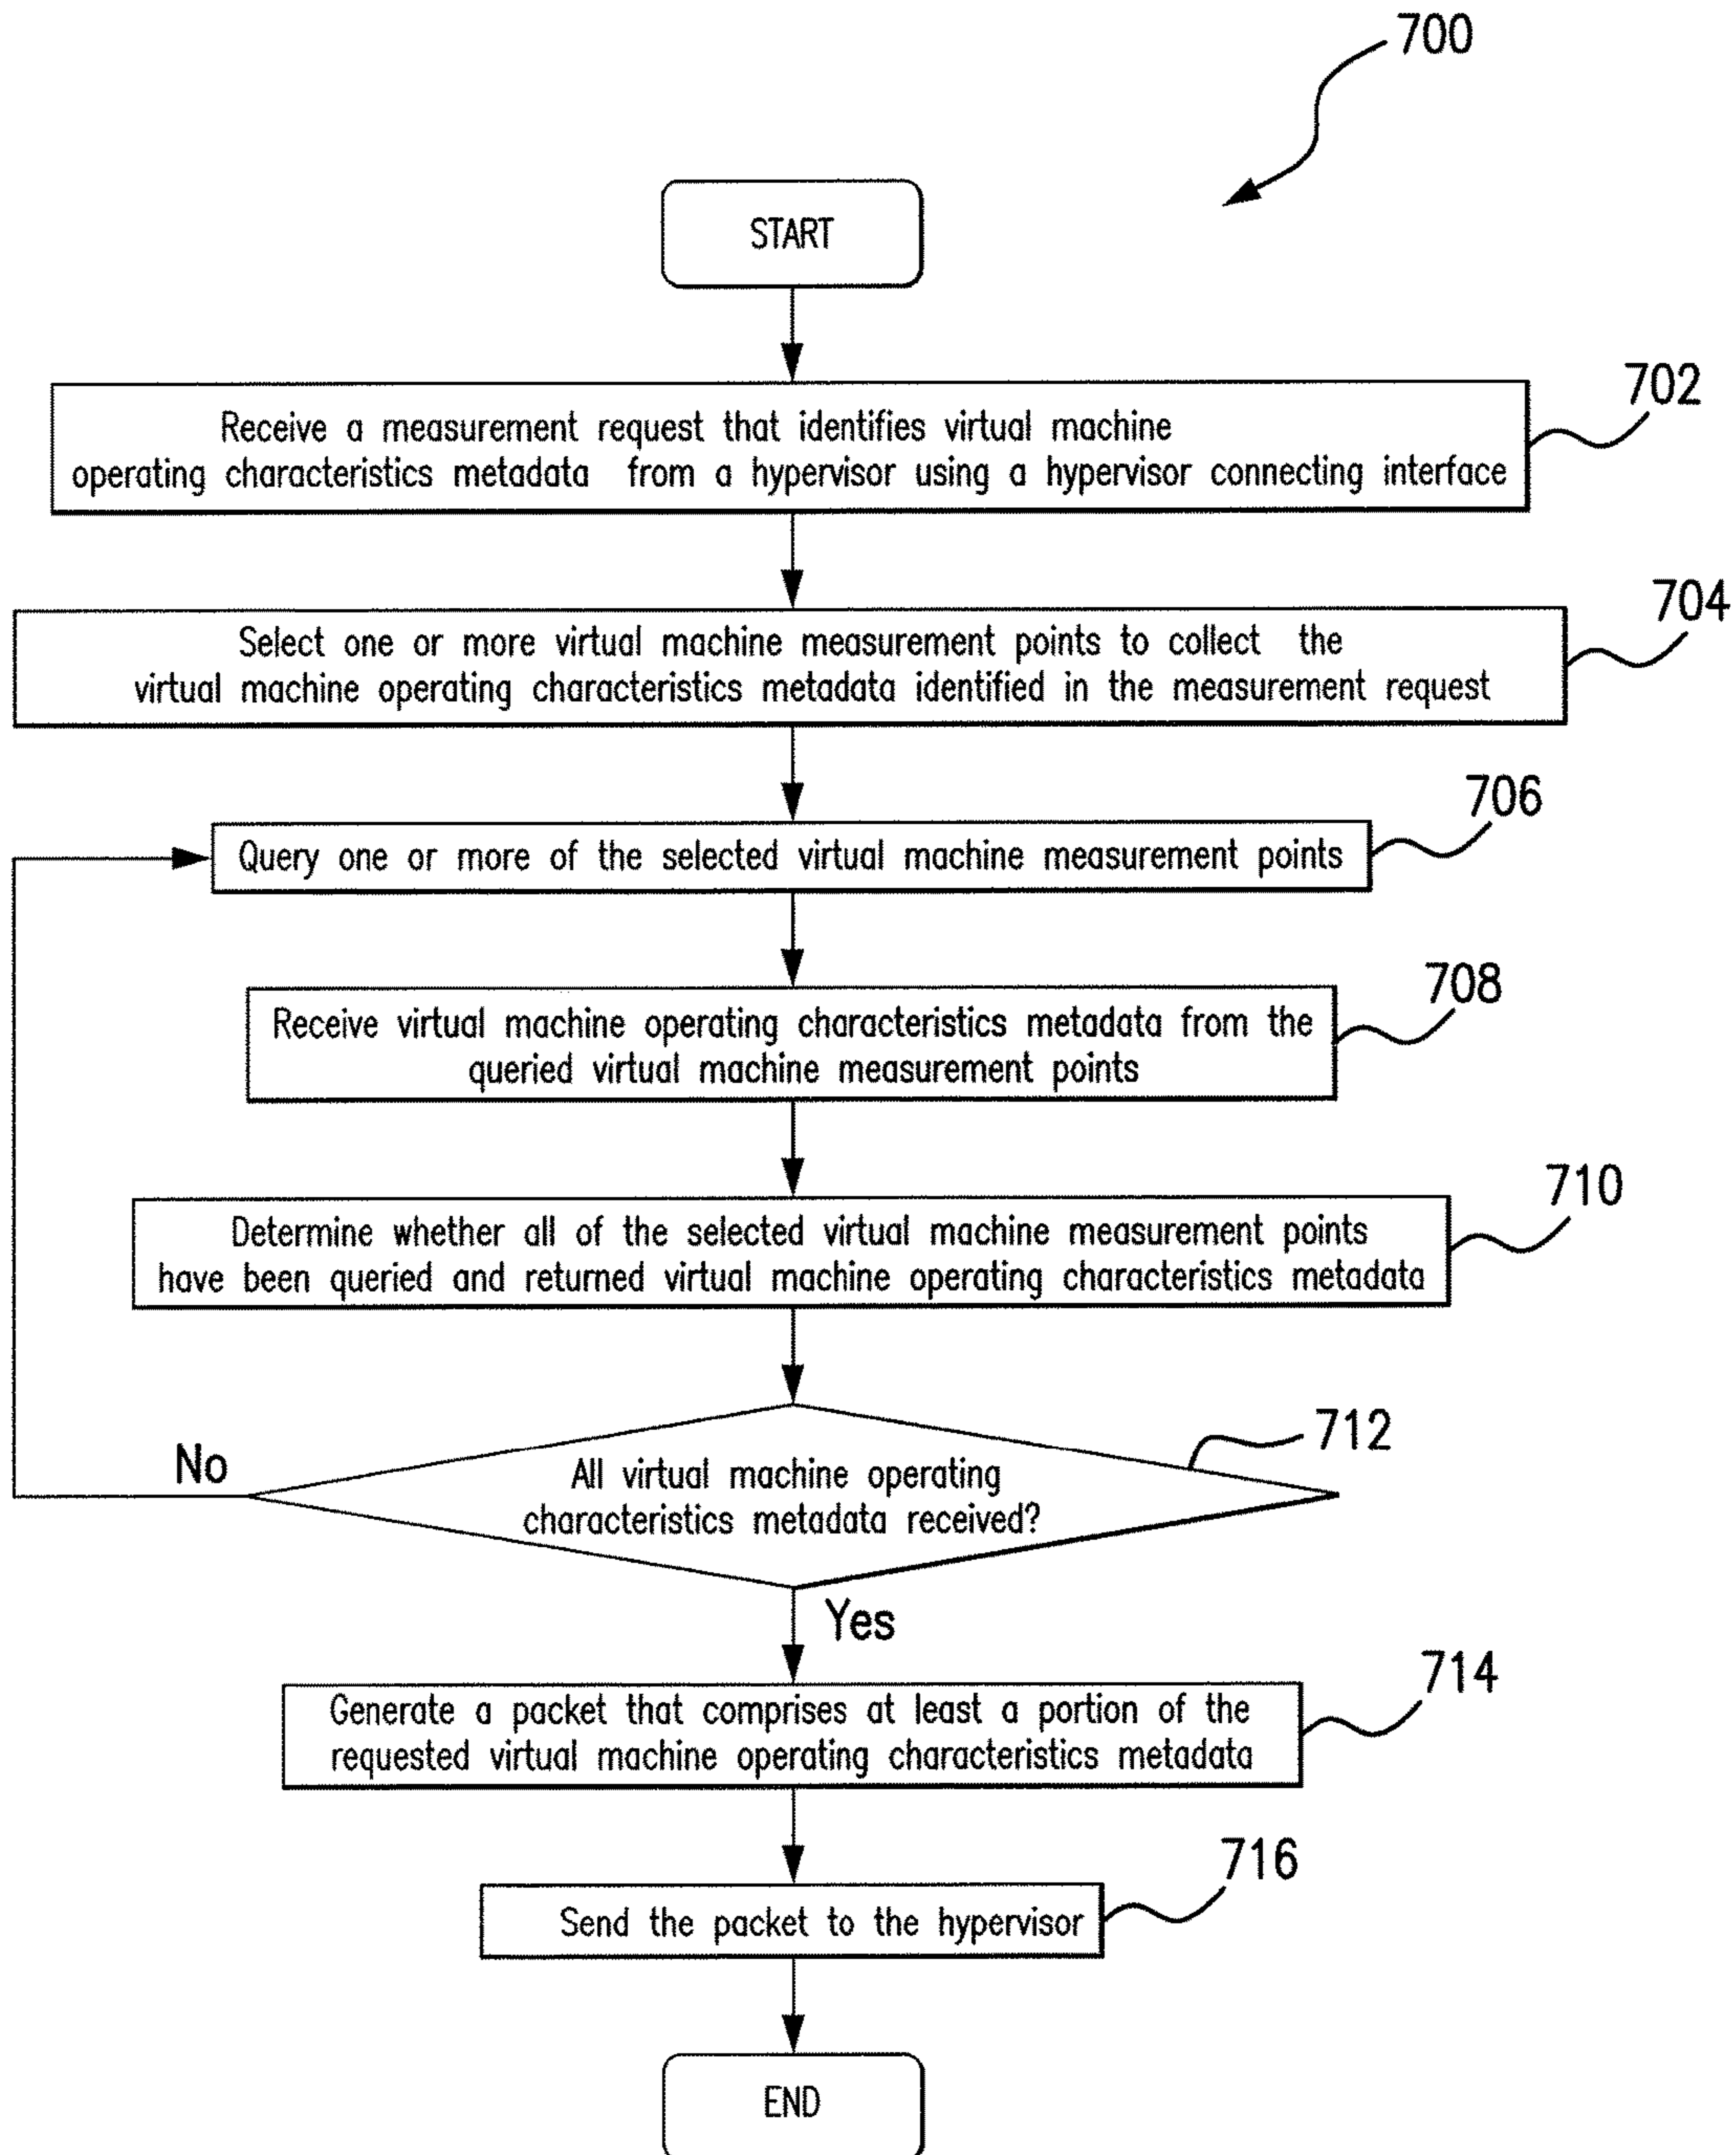 700
START
702
Receive a measurement request that identifies virtual machine
operating characteristics metadata from a hypervisor using a hypervisor connecting interface
704
Select one or more virtual machine measurement points to collect the
virtual machine operating characteristics metadata identified in the measurement request
706
Query one or more of the selected virtual machine measurement points
708
Receive virtual machine operating characteristics metadata from the
queried virtual machine measurement points
710
Determine whether all of the selected virtual machine measurement points
have been queried and returned virtual machine operating characteristics metadata
712
No
All virtual machine operating
characteristics metadata received?
Yes
714
Generate a packet that comprises at least a portion of the
requested virtual machine operating characteristics metadata
716
Send the packet to the hypervisor
END